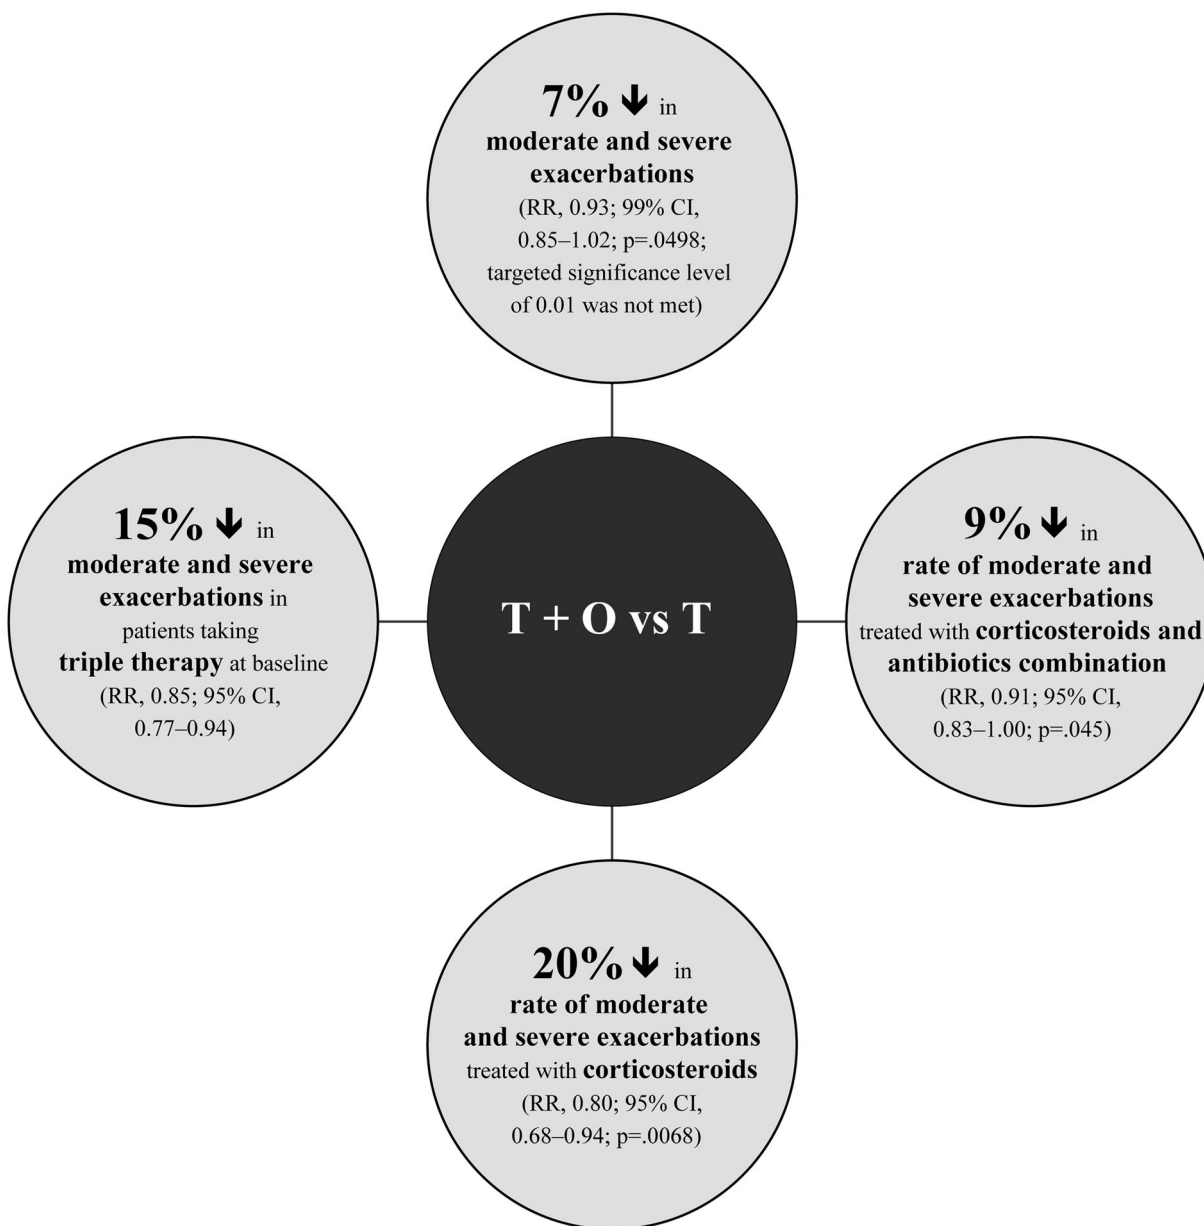 7% ↓ in
moderate and severe
exacerbations
(RR, 0.93; 99% CI,
0.85–1.02; p=.0498;
targeted significance level
of 0.01 was not met)
15% ↓ in
moderate and severe
exacerbations in
patients taking
triple therapy at baseline
(RR, 0.85; 95% CI,
0.77–0.94)
T + O vs T
9% ↓ in
rate of moderate and
severe exacerbations
treated with corticosteroids and
antibiotics combination
(RR, 0.91; 95% CI,
0.83–1.00; p=.045)
20% ↓ in
rate of moderate
and severe exacerbations
treated with corticosteroids
(RR, 0.80; 95% CI,
0.68–0.94; p=.0068)